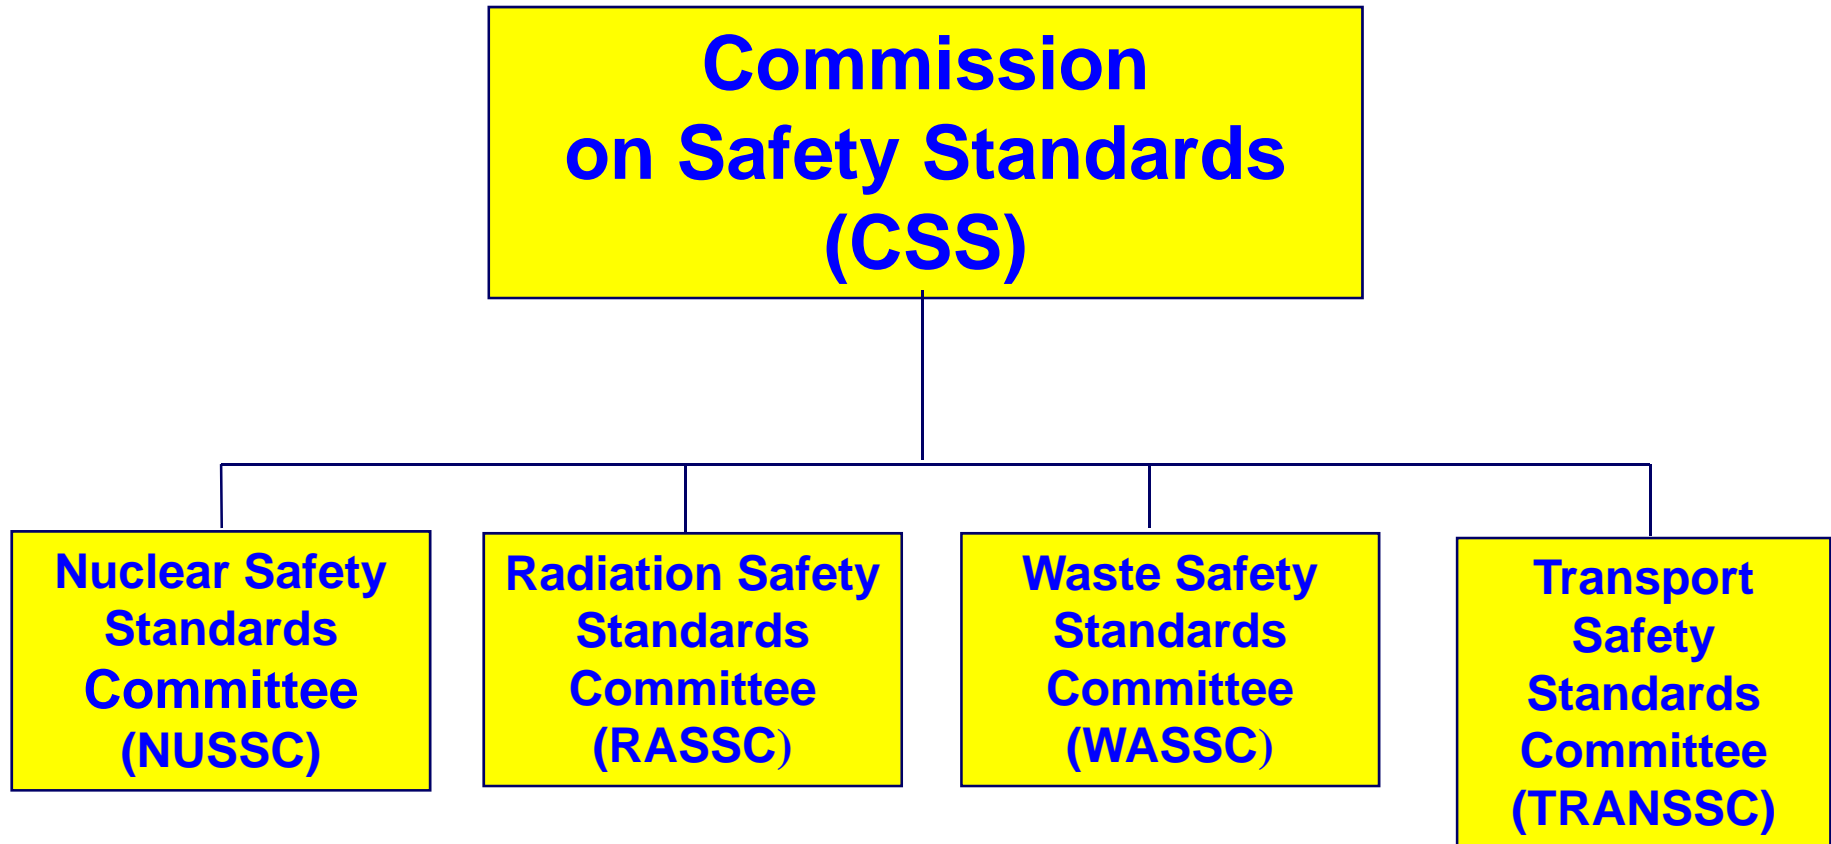 Commission
on Safety Standards
(CSS)
Nuclear Safety
Standards
Committee
(NUSSC)
Radiation Safety
Standards
Committee
(RASSC)
Waste Safety
Standards
Committee
(WASSC)
Transport
Safety
Standards
Committee
(TRANSSC)